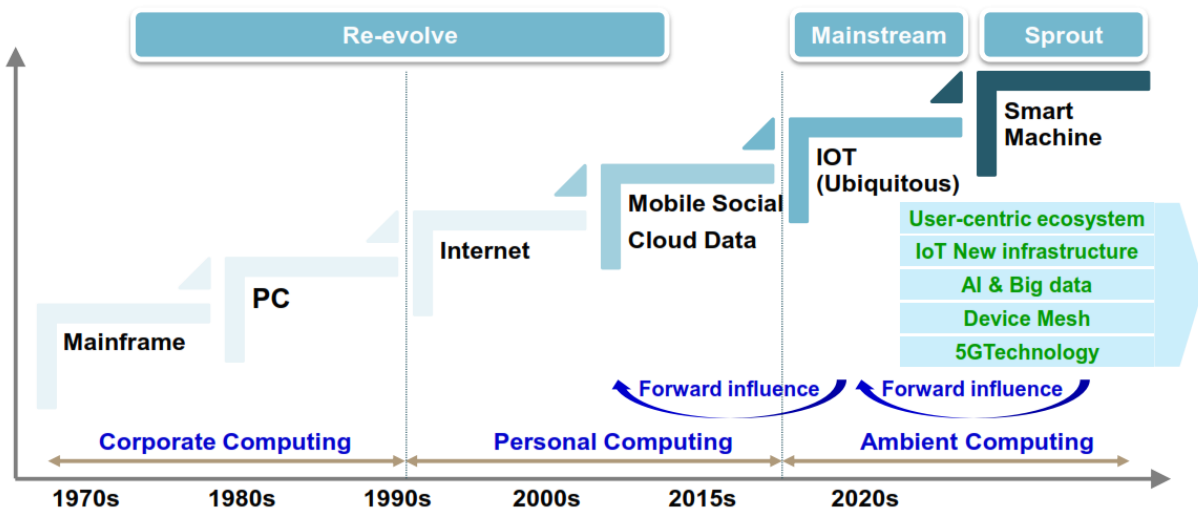 Re-evolve
Mainstream
Sprout
Smart
Machine
IOT
(Ubiquitous)
Mobile Social
Cloud Data
Internet
PC
Mainframe
User-centric ecosystem
IoT New infrastructure
AI & Big data
Device Mesh
5GTechnology
Forward influence
Forward influence
Corporate Computing
Personal Computing
Ambient Computing
1970s
1980s
1990s
2000s
2015s
2020s